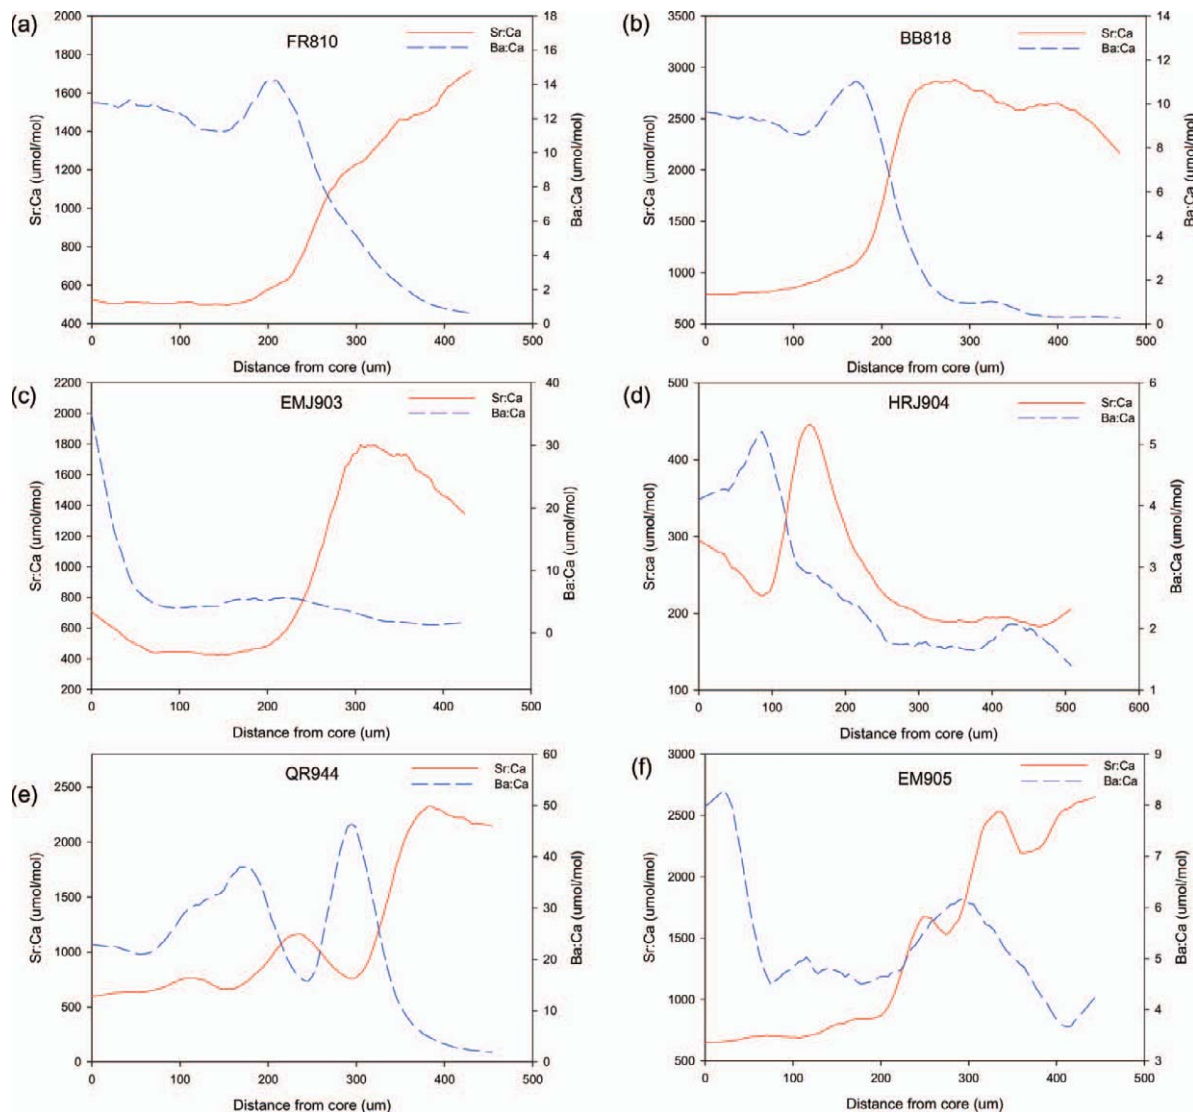 (a)
FR810
Sr:Ca
Ba:Ca
2000
1800
1600
1400
1200
1000
800
600
400
Sr:Ca (umol/mol)
18
16
14
12
10
8
6
4
2
0
Ba:Ca (umol/mol)
0 100 200 300 400 500
Distance from core (um)
(b)
BB818
Sr:Ca
Ba:Ca
3500
3000
2500
2000
1500
1000
500
Sr:Ca (umol/mol)
14
12
10
8
6
4
2
0
Ba:Ca (umol/mol)
0 100 200 300 400 500
Distance from core (um)
(c)
EMJ903
Sr:Ca
Ba:Ca
2200
2000
1800
1600
1400
1200
1000
800
600
400
200
Sr:Ca (umol/mol)
40
30
20
10
0
Ba:Ca (umol/mol)
0 100 200 300 400 500
Distance from core (um)
(d)
HRJ904
Sr:Ca
Ba:Ca
500
400
300
200
100
Sr:ca (umol/mol)
6
5
4
3
2
1
Ba:Ca (umol/mol)
0 100 200 300 400 500 600
Distance from core (um)
(e)
QR944
Sr:Ca
Ba:Ca
2500
2000
1500
1000
500
0
Sr:Ca (umol/mol)
60
50
40
30
20
10
0
Ba:Ca (umol/mol)
0 100 200 300 400 500
Distance from core (um)
(f)
EM905
Sr:Ca
Ba:Ca
3000
2500
2000
1500
1000
500
Sr:Ca (umol/mol)
9
8
7
6
5
4
3
Ba:Ca (umol/mol)
0 100 200 300 400 500
Distance from core (um)